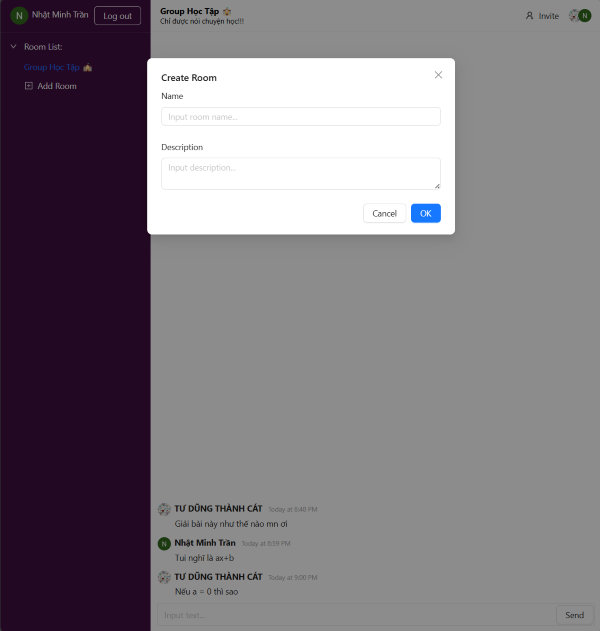 N Nhật Minh Trần Log out
Room List:
Group Học Tập
Add Room
Group Học Tập
Chỉ được nói chuyện học!!!
Invite N
Create Room
Name
Input room name...
Description
Input description...
Cancel OK
TƯ DŨNG THÀNH CÁT Today at 8:48 PM
Giải bài này như thế nào mn ơi
N Nhật Minh Trần Today at 8:59 PM
Tui nghĩ là ax+b
TƯ DŨNG THÀNH CÁT Today at 9:00 PM
Nếu a = 0 thì sao
Input text... Send